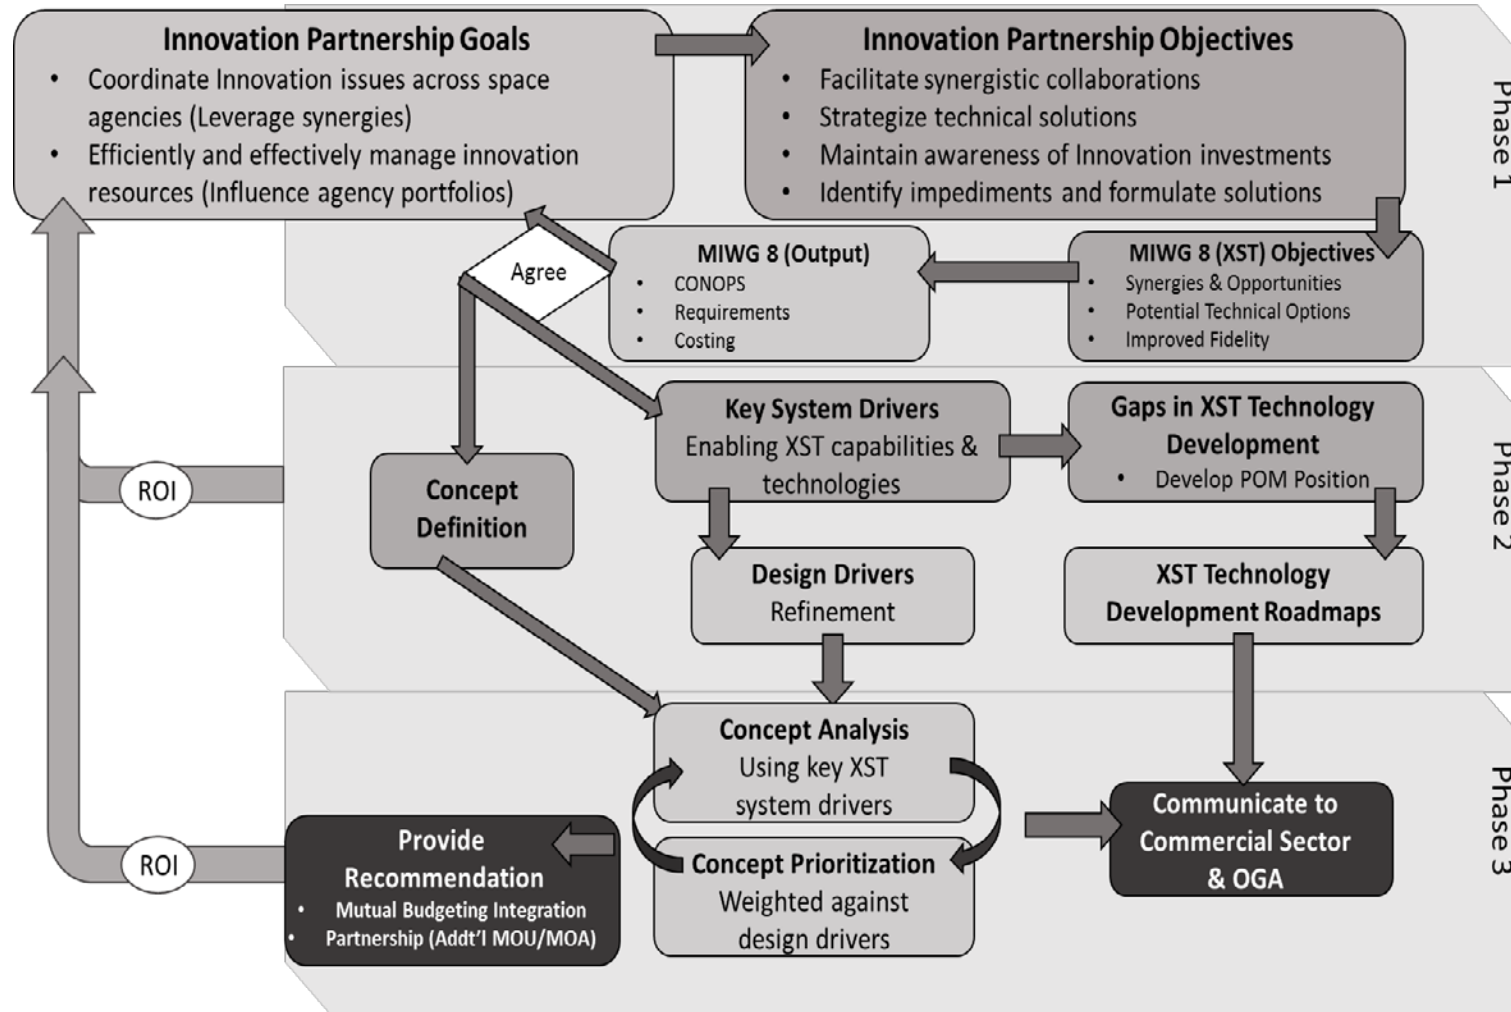 Innovation Partnership Goals
• Coordinate Innovation issues across space
agencies (Leverage synergies)
• Efficiently and effectively manage innovation
resources (Influence agency portfolios)
Innovation Partnership Objectives
• Facilitate synergistic collaborations
• Strategize technical solutions
• Maintain awareness of Innovation investments
• Identify impediments and formulate solutions
Phase 1
Agree
MIWG 8 (Output)
• CONOPS
• Requirements
• Costing
MIWG 8 (XST) Objectives
• Synergies & Opportunities
• Potential Technical Options
• Improved Fidelity
ROI
Concept
Definition
Key System Drivers
Enabling XST capabilities &
technologies
Gaps in XST Technology
Development
• Develop POM Position
Phase 2
Design Drivers
Refinement
XST Technology
Development Roadmaps
ROI
Provide
Recommendation
• Mutual Budgeting Integration
• Partnership (Addt'l MOU/MOA)
Concept Analysis
Using key XST
system drivers
Concept Prioritization
Weighted against
design drivers
Communicate to
Commercial Sector
& OGA
Phase 3